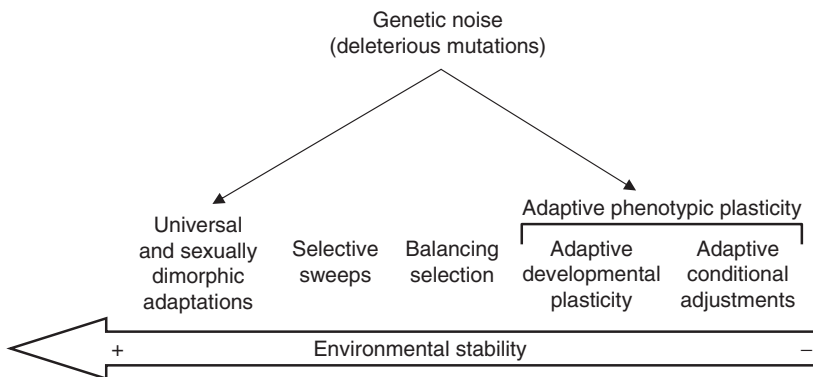 Genetic noise
(deleterious mutations)
Adaptive phenotypic plasticity
Universal
and sexually
dimorphic
adaptations
Selective
sweeps
Balancing
selection
Adaptive
developmental
plasticity
Adaptive
conditional
adjustments
+ Environmental stability −